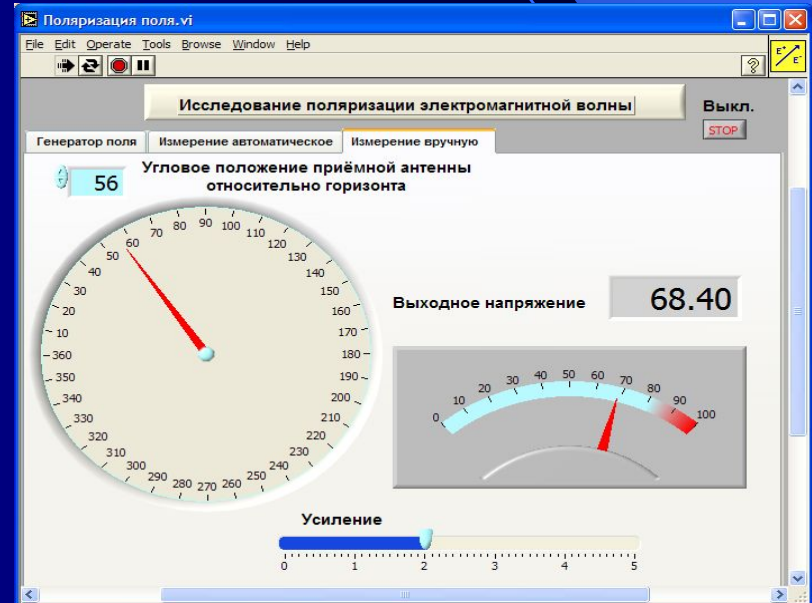 Поляризация поля.vi
File Edit Operate Tools Browse Window Help
E+ E-
Исследование поляризации электромагнитной волны
Выкл.
STOP
Генератор поля Измерение автоматическое Измерение вручную
56
Угловое положение приёмной антенны
относительно горизонта
10 20 30 40 50 60 70 80 90 100 110 120 130 140 150 160 170 180 190 200 210 220 230 240 250 260 270 280 290 300 310 320 330 340 350 360
Выходное напряжение
68.40
0 10 20 30 40 50 60 70 80 90 100
Усиление
0 1 2 3 4 5